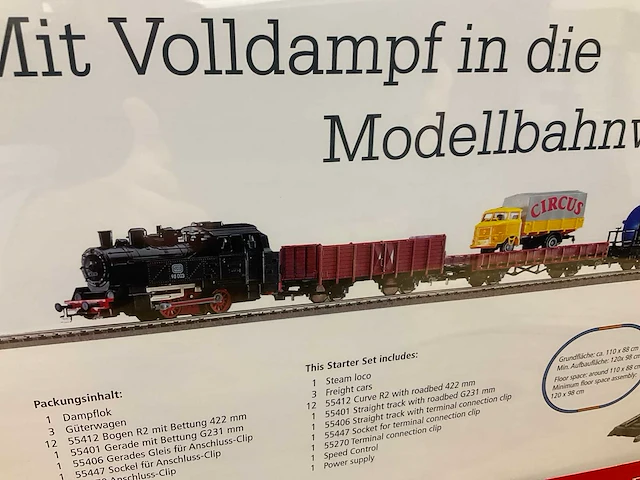 Mit Volldampf in die
Modellbahnw
CIRCUS
Packungsinhalt:
1 Dampflok
3 Güterwagen
12 55412 Bogen R2 mit Bettung 422 mm
1 55401 Gerade mit Bettung G231 mm
1 55406 Gerades Gleis für Anschluss-Clip
1 55447 Sockel für Anschluss-Clip
Anschluss-Clip
This Starter Set includes:
1 Steam loco
3 Freight cars
12 55412 Curve R2 with roadbed 422 mm
1 55401 Straight track with roadbed G231 mm
1 55406 Straight track with terminal connection clip
1 55447 Socket for terminal connection clip
1 55270 Terminal connection clip
1 Speed Control
1 Power supply
Grundfläche: ca. 110 x 88 cm
Min. Aufbaufläche: 120x 98 cm
Floor space: around 110 x 88 cm
Minimum floor space assembly:
120 x 98 cm